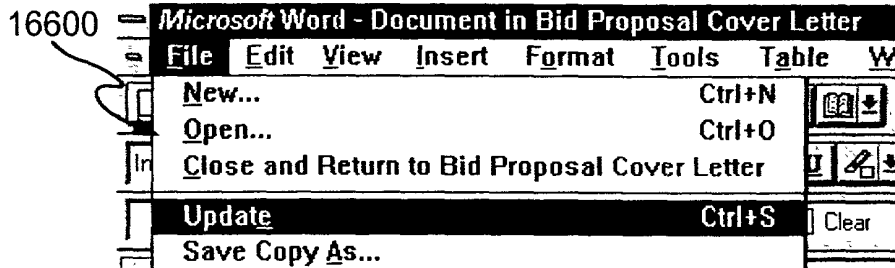 16600
Microsoft Word - Document in Bid Proposal Cover Letter
File Edit View Insert Format Tools Table W
New... Ctrl+N
Open... Ctrl+O
In Close and Return to Bid Proposal Cover Letter U
Update Ctrl+S Clear
Save Copy As...